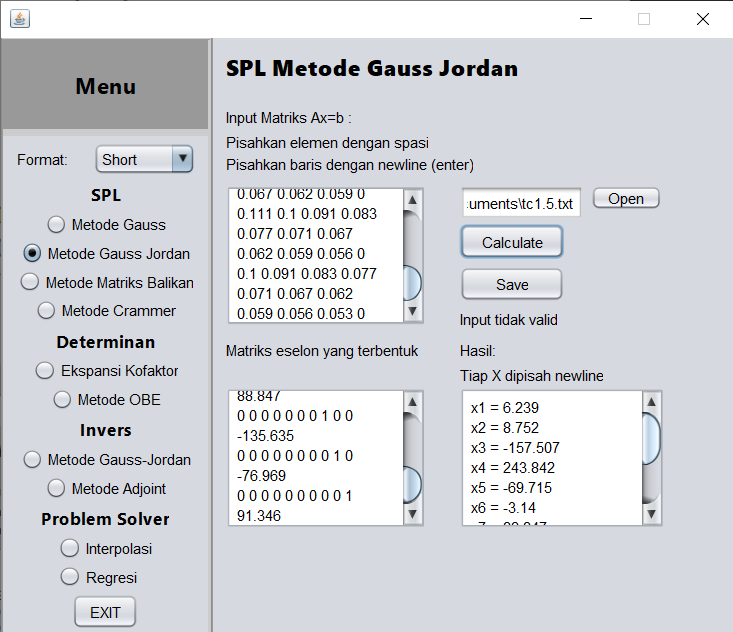 Menu
Format:
Short
SPL
Metode Gauss
Metode Gauss Jordan
Metode Matriks Balikan
Metode Crammer
Determinan
Ekspansi Kofaktor
Metode OBE
Invers
Metode Gauss-Jordan
Metode Adjoint
Problem Solver
Interpolasi
Regresi
EXIT
SPL Metode Gauss Jordan
Input Matriks Ax=b :
Pisahkan elemen dengan spasi
Pisahkan baris dengan newline (enter)
0.067 0.062 0.059 0
0.111 0.1 0.091 0.083
0.077 0.071 0.067
0.062 0.059 0.056 0
0.1 0.091 0.083 0.077
0.071 0.067 0.062
0.059 0.056 0.053 0
:uments\tc1.5.txt
Open
Calculate
Save
Input tidak valid
Matriks eselon yang terbentuk
88.847
0 0 0 0 0 0 0 1 0 0
-135.635
0 0 0 0 0 0 0 0 1 0
-76.969
0 0 0 0 0 0 0 0 0 1
91.346
Hasil:
Tiap X dipisah newline
x1 = 6.239
x2 = 8.752
x3 = -157.507
x4 = 243.842
x5 = -69.715
x6 = -3.14